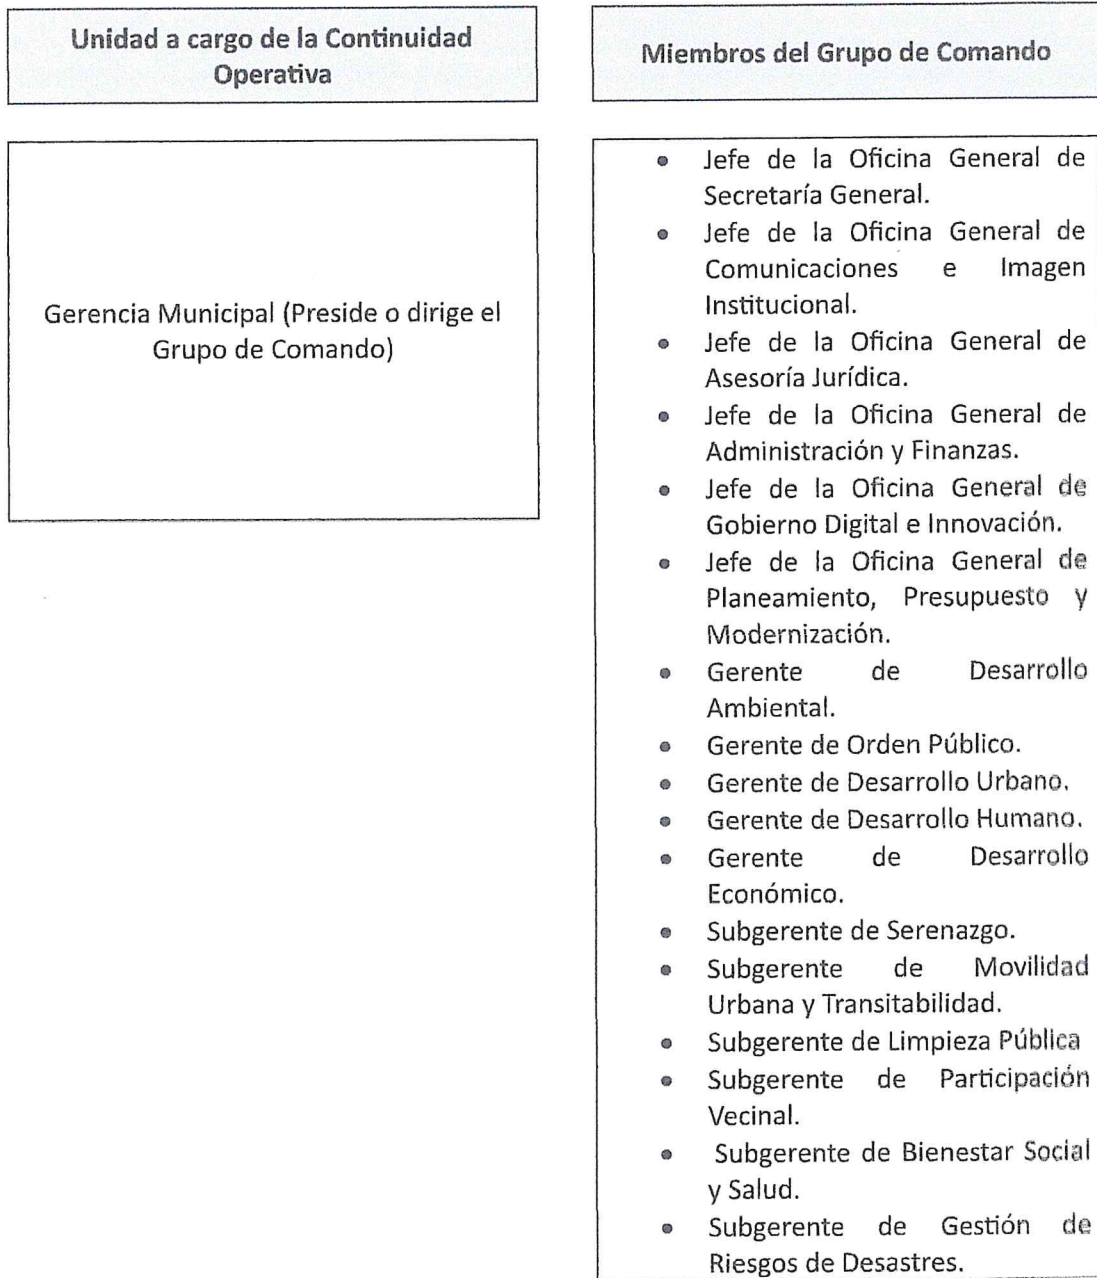 Unidad a cargo de la Continuidad
Operativa
Miembros del Grupo de Comando
Gerencia Municipal (Preside o dirige el
Grupo de Comando)
• Jefe de la Oficina General de
Secretaría General.
• Jefe de la Oficina General de
Comunicaciones e Imagen
Institucional.
• Jefe de la Oficina General de
Asesoría Jurídica.
• Jefe de la Oficina General de
Administración y Finanzas.
• Jefe de la Oficina General de
Gobierno Digital e Innovación.
• Jefe de la Oficina General de
Planeamiento, Presupuesto y
Modernización.
• Gerente de Desarrollo
Ambiental.
• Gerente de Orden Público.
• Gerente de Desarrollo Urbano.
• Gerente de Desarrollo Humano.
• Gerente de Desarrollo
Económico.
• Subgerente de Serenazgo.
• Subgerente de Movilidad
Urbana y Transitabilidad.
• Subgerente de Limpieza Pública
• Subgerente de Participación
Vecinal.
• Subgerente de Bienestar Social
y Salud.
• Subgerente de Gestión de
Riesgos de Desastres.